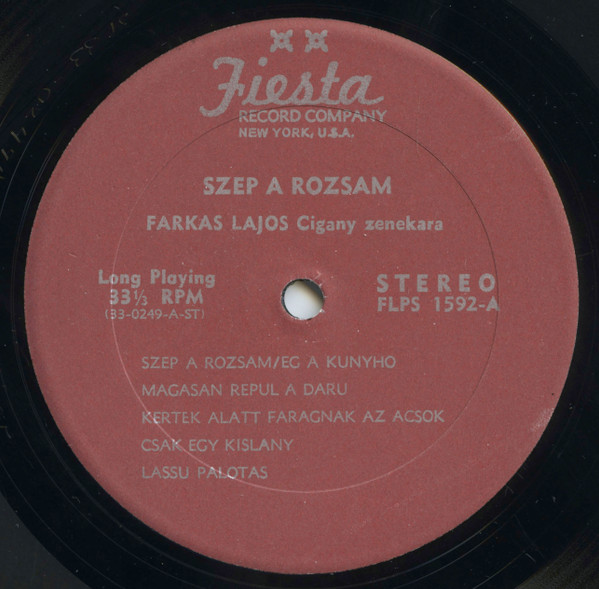 Fiesta
RECORD COMPANY
NEW YORK, U.S.A.
SZEP A ROZSAM
FARKAS LAJOS Cigany zenekara
Long Playing
33⅓ RPM
(33-0249-A-ST)
STEREO
FLPS 1592-A
SZEP A ROZSAM/EG A KUNYHO
MAGASAN REPUL A DARU
KERTEK ALATT FARAGNAK AZ ACSOK
CSAK EGY KISLANY
LASSU PALOTAS